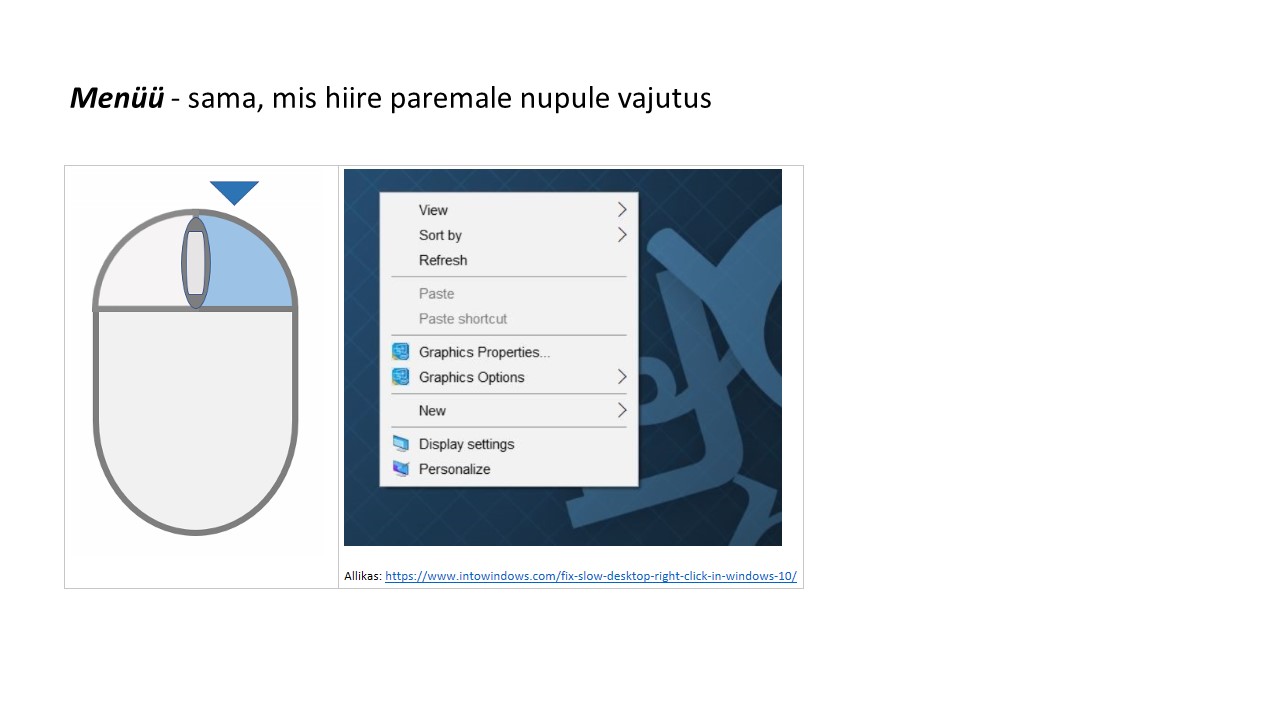 Menüü - sama, mis hiire paremale nupule vajutus
View
Sort by
Refresh
Paste
Paste shortcut
Graphics Properties...
Graphics Options
New
Display settings
Personalize
Allikas: https://www.intowindows.com/fix-slow-desktop-right-click-in-windows-10/